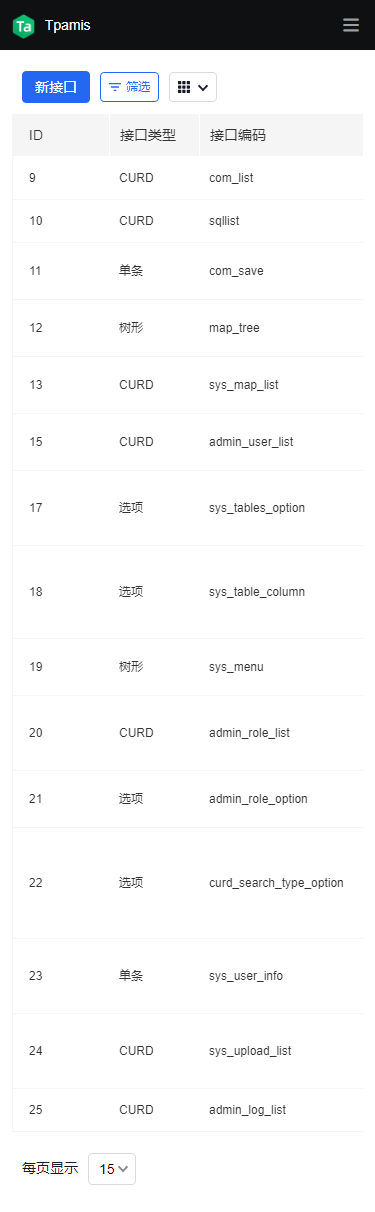 Ta Tpamis
新接口 筛选
ID 接口类型 接口编码
9 CURD com_list
10 CURD sqllist
11 单条 com_save
12 树形 map_tree
13 CURD sys_map_list
15 CURD admin_user_list
17 选项 sys_tables_option
18 选项 sys_table_column
19 树形 sys_menu
20 CURD admin_role_list
21 选项 admin_role_option
22 选项 curd_search_type_option
23 单条 sys_user_info
24 CURD sys_upload_list
25 CURD admin_log_list
每页显示 15